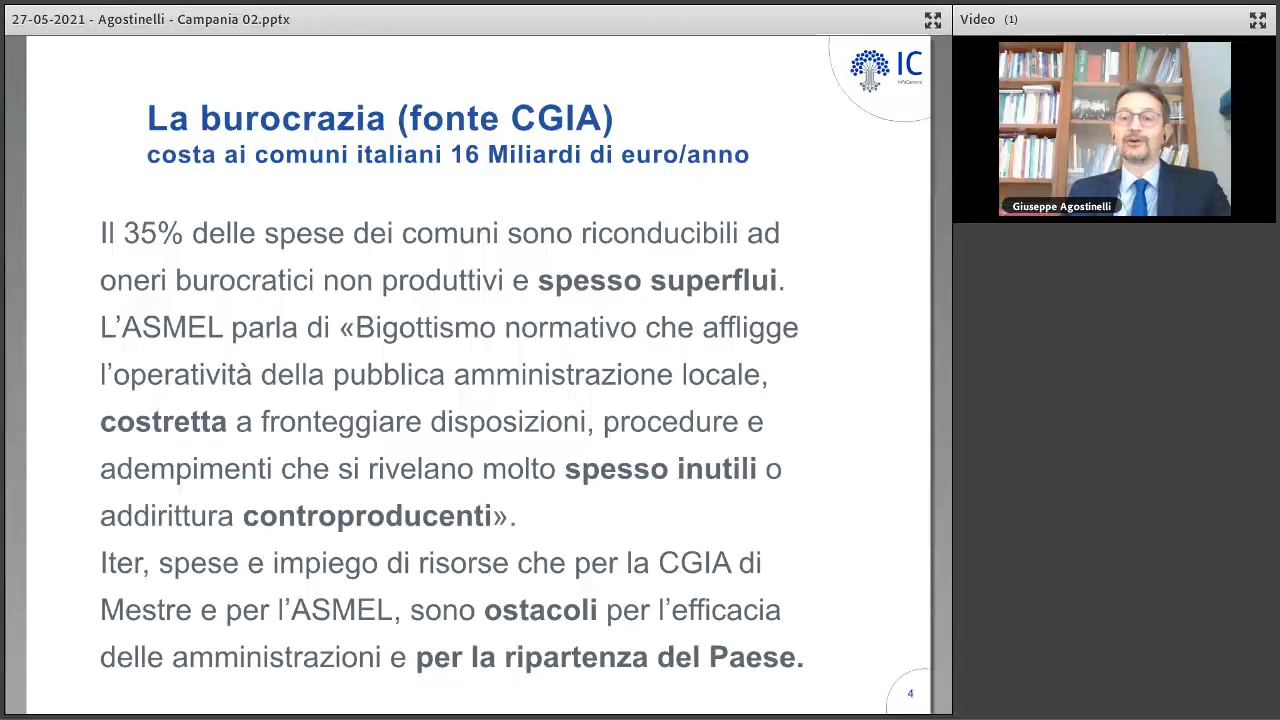 27-05-2021 - Agostinelli - Campania 02.pptx
Video (1)
IC
InfoCamere
La burocrazia (fonte CGIA)
costa ai comuni italiani 16 Miliardi di euro/anno
Giuseppe Agostinelli
Il 35% delle spese dei comuni sono riconducibili ad
oneri burocratici non produttivi e spesso superflui.
L’ASMEL parla di «Bigottismo normativo che affligge
l’operatività della pubblica amministrazione locale,
costretta a fronteggiare disposizioni, procedure e
adempimenti che si rivelano molto spesso inutili o
addirittura controproducenti».
Iter, spese e impiego di risorse che per la CGIA di
Mestre e per l’ASMEL, sono ostacoli per l’efficacia
delle amministrazioni e per la ripartenza del Paese.
4